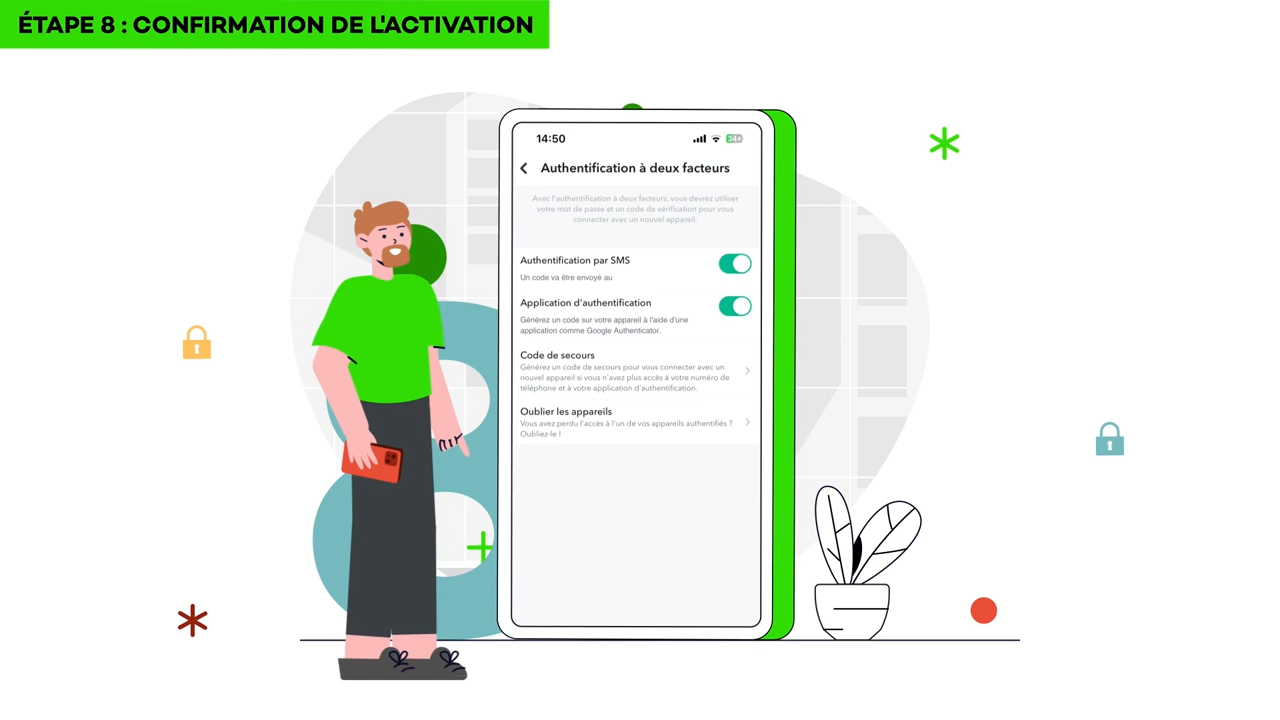 ÉTAPE 8 : CONFIRMATION DE L'ACTIVATION
14:50
Authentification à deux facteurs
Avec l'authentification à deux facteurs, vous devrez utiliser
votre mot de passe et un code de vérification pour vous
connecter avec un nouvel appareil.
Authentification par SMS
Un code va être envoyé au
Application d'authentification
Générez un code sur votre appareil à l'aide d'une
application comme Google Authenticator.
Code de secours
Générez un code de secours pour vous connecter avec un
nouvel appareil si vous n'avez plus accès à votre numéro de
téléphone et à votre application d'authentification.
Oublier les appareils
Vous avez perdu l'accès à l'un de vos appareils authentifiés ?
Oubliez-le !